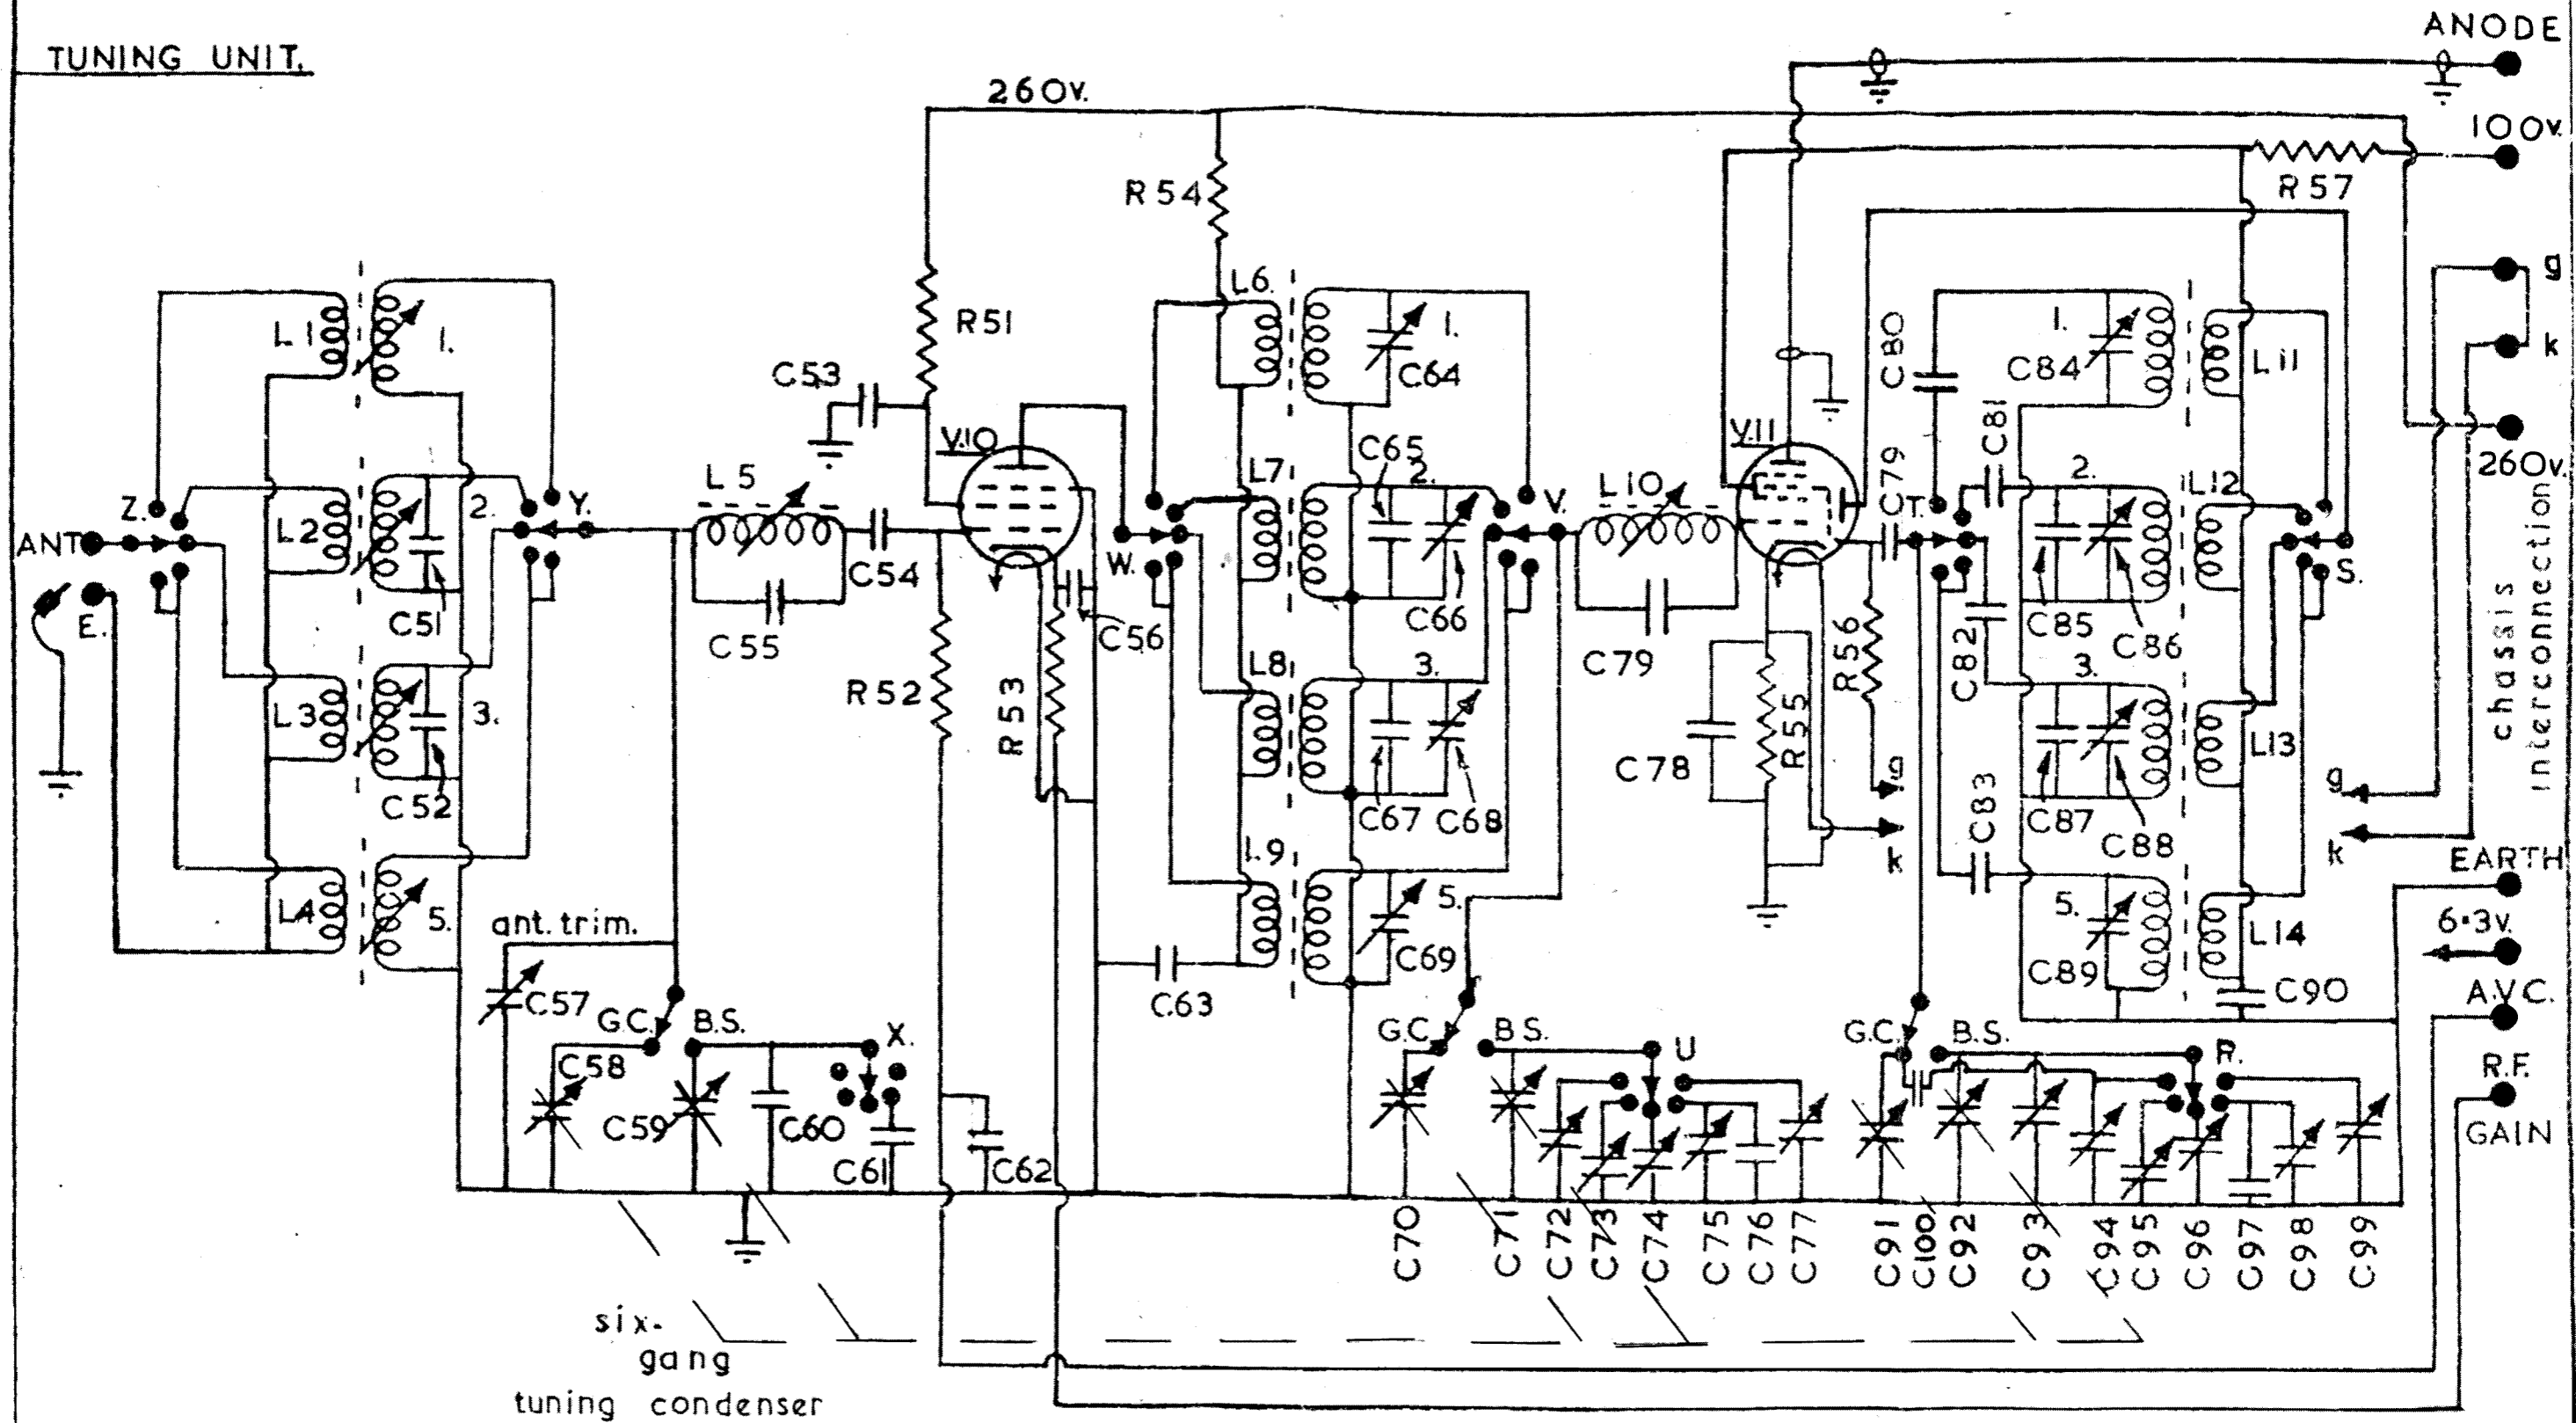 TUNING UNIT.
ANODE
260v.
100v.
R54
R57
g
k
260v.
L1
1.
R51
C53
L6.
1.
C64
C80
1.
C84
L11
Z.
L2
2.
Y.
C51
L5
C54
C55
V.10
C56
W.
L7
C65
2.
C66
V.
L10
V.11
C79
T.
C81
2.
L12
S.
C85
C86
ANT
E.
L3
3.
C52
R52
R53
L8
3.
C67
C68
C79
C78
R55
R56
g
k
C82
3.
C87
C88
L13
g
k
chassis
interconnection
EARTH
L4
5.
ant. trim.
C57
G.C.
B.S.
X.
C58
C59
C60
C61
C62
C63
L9
5.
C69
G.C.
B.S.
U
C83
5.
C89
L14
C90
G.C.
B.S.
R.
6.3v.
A.V.C.
R.F.
GAIN
C70
C71
C72
C73
C74
C75
C76
C77
C91
C100
C92
C93
C94
C95
C96
C97
C98
C99
six-
gang
tuning condenser